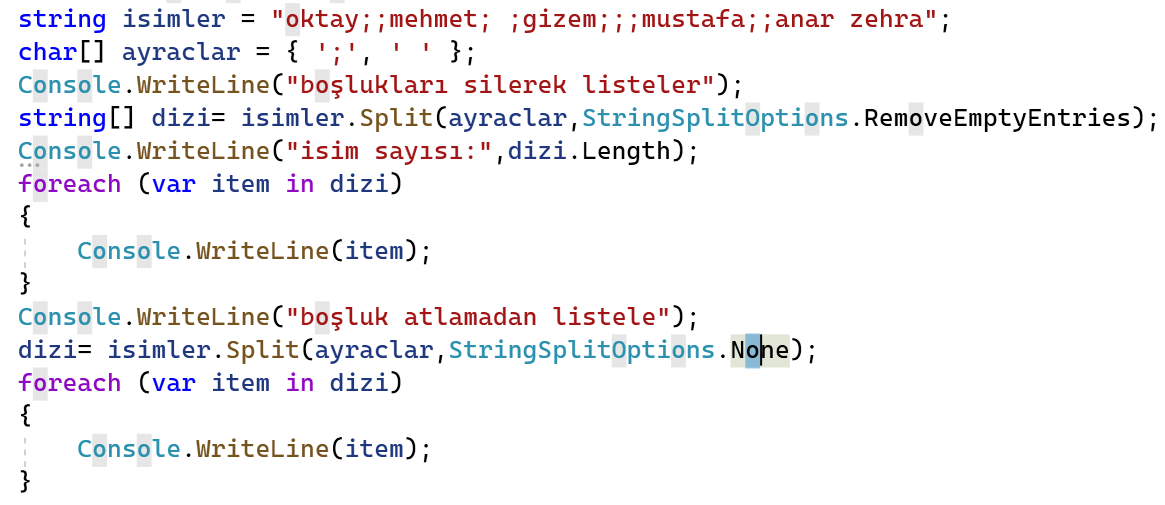 string isimler = "oktay;;mehmet; ;gizem;;;mustafa;;anar zehra";
char[] ayraclar = { ';', ' ' };
Console.WriteLine("boşlukları silerek listeler");
string[] dizi= isimler.Split(ayraclar,StringSplitOptions.RemoveEmptyEntries);
Console.WriteLine("isim sayısı:",dizi.Length);
foreach (var item in dizi)
{
    Console.WriteLine(item);
}
Console.WriteLine("boşluk atlamadan listele");
dizi= isimler.Split(ayraclar,StringSplitOptions.None);
foreach (var item in dizi)
{
    Console.WriteLine(item);
}